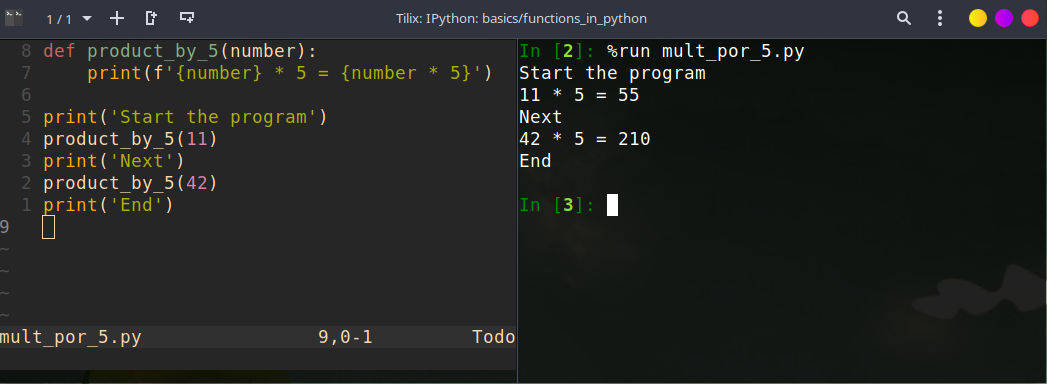 1 / 1
Tilix: IPython: basics/functions_in_python
8 def product_by_5(number):
7     print(f'{number} * 5 = {number * 5}')
6
5 print('Start the program')
4 product_by_5(11)
3 print('Next')
2 product_by_5(42)
1 print('End')
9
~
~
~
~
mult_por_5.py 9,0-1 Todo
In [2]: %run mult_por_5.py
Start the program
11 * 5 = 55
Next
42 * 5 = 210
End
In [3]: